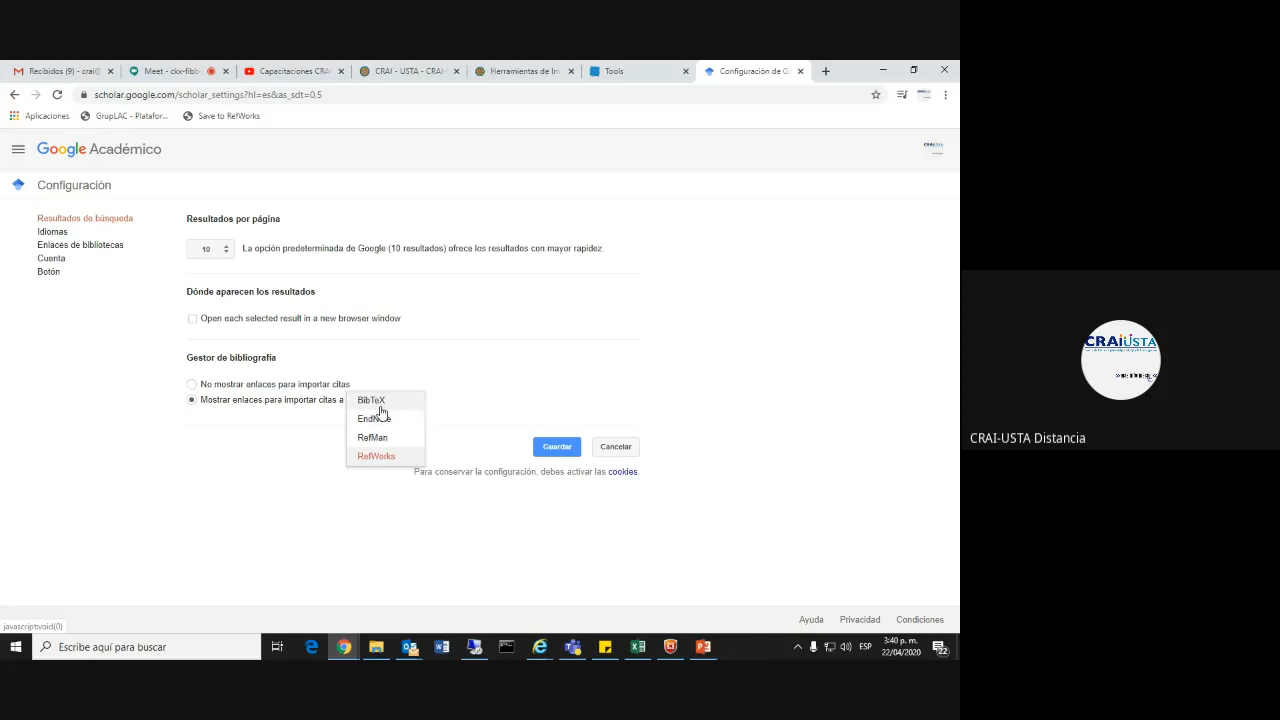 Recibidos (9) - crai@
Meet - ckx-fibb
Capacitaciones CRA
CRAI - USTA - CRAI
Herramientas de In
Tools
Configuración de G
scholar.google.com/scholar_settings?hl=es&as_sdt=0,5
Aplicaciones
GrupLAC - Platafor...
Save to RefWorks
Google Académico
CRAIUSTA
Configuración
Resultados de búsqueda
Idiomas
Enlaces de bibliotecas
Cuenta
Botón
Resultados por página
10
La opción predeterminada de Google (10 resultados) ofrece los resultados con mayor rapidez.
Dónde aparecen los resultados
Open each selected result in a new browser window
Gestor de bibliografía
No mostrar enlaces para importar citas
Mostrar enlaces para importar citas a
BibTeX
EndNote
RefMan
RefWorks
Guardar
Cancelar
Para conservar la configuración, debes activar las cookies.
Ayuda
Privacidad
Condiciones
javascript:void(0)
Escribe aquí para buscar
ESP
3:40 p. m.
22/04/2020
22
CRAIUSTA
CRAI-USTA Distancia